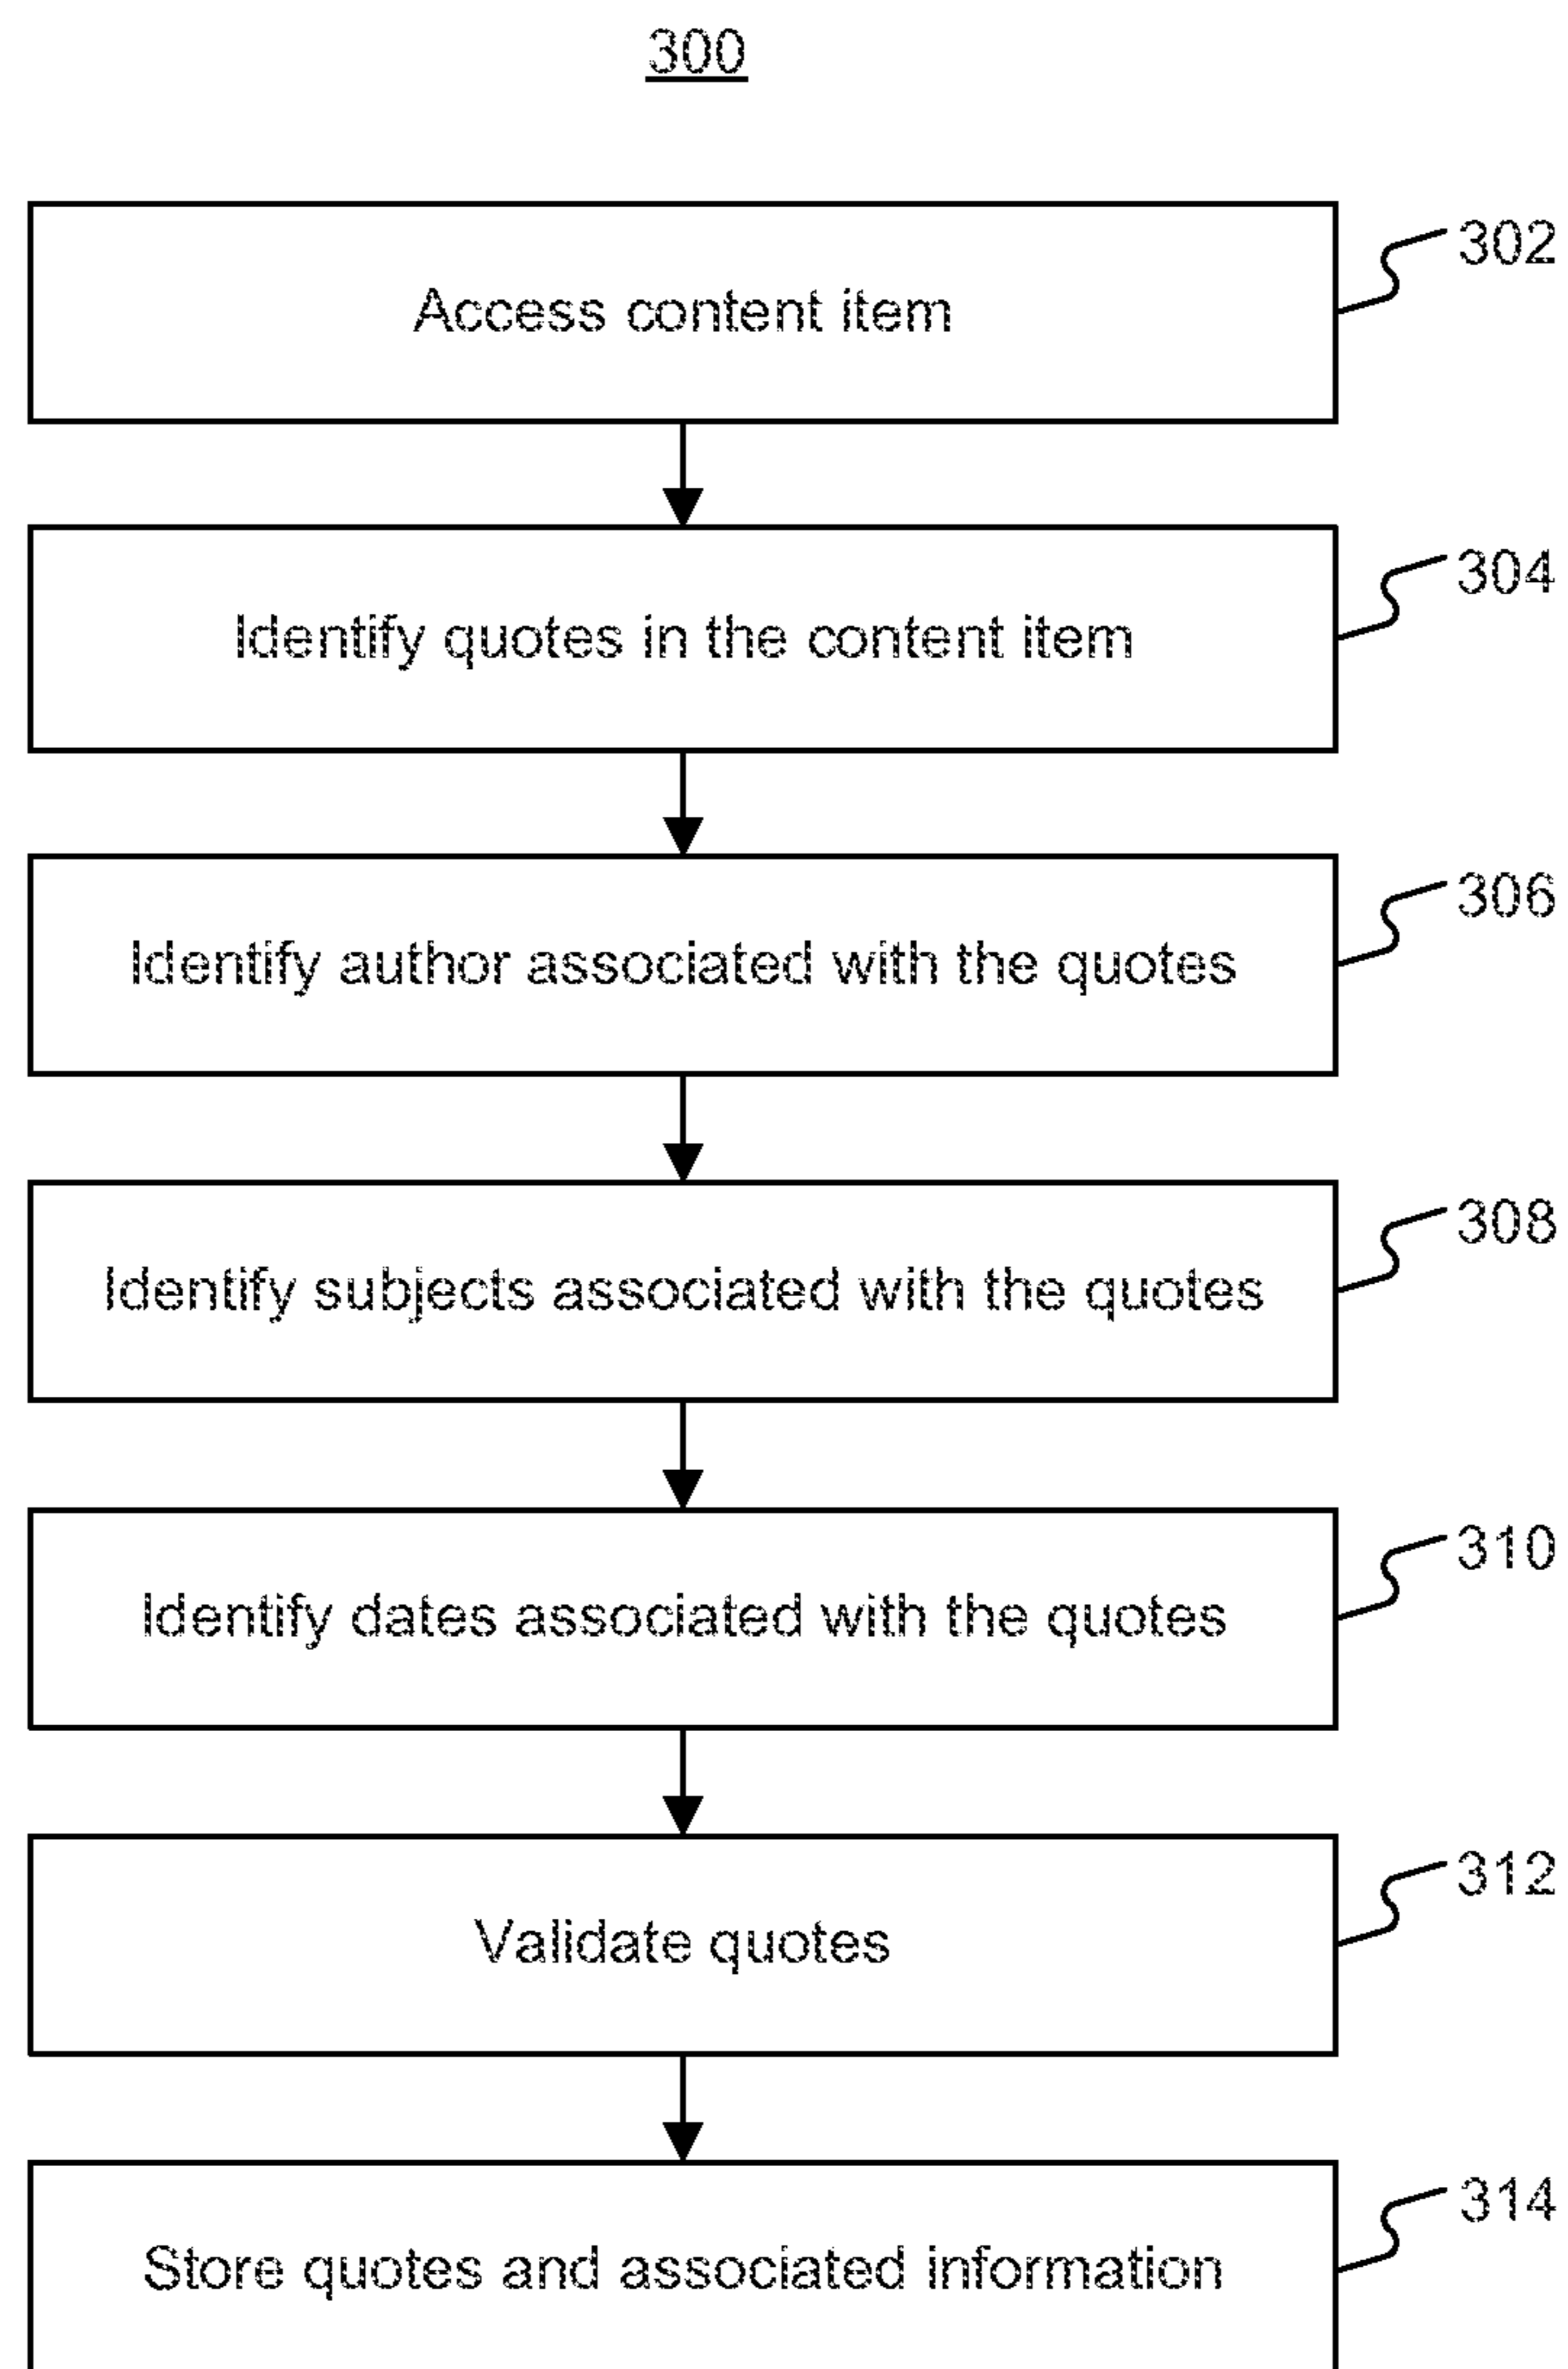 300
302
Access content item
304
Identify quotes in the content item
306
Identify author associated with the quotes
308
Identify subjects associated with the quotes
310
Identify dates associated with the quotes
312
Validate quotes
314
Store quotes and associated information